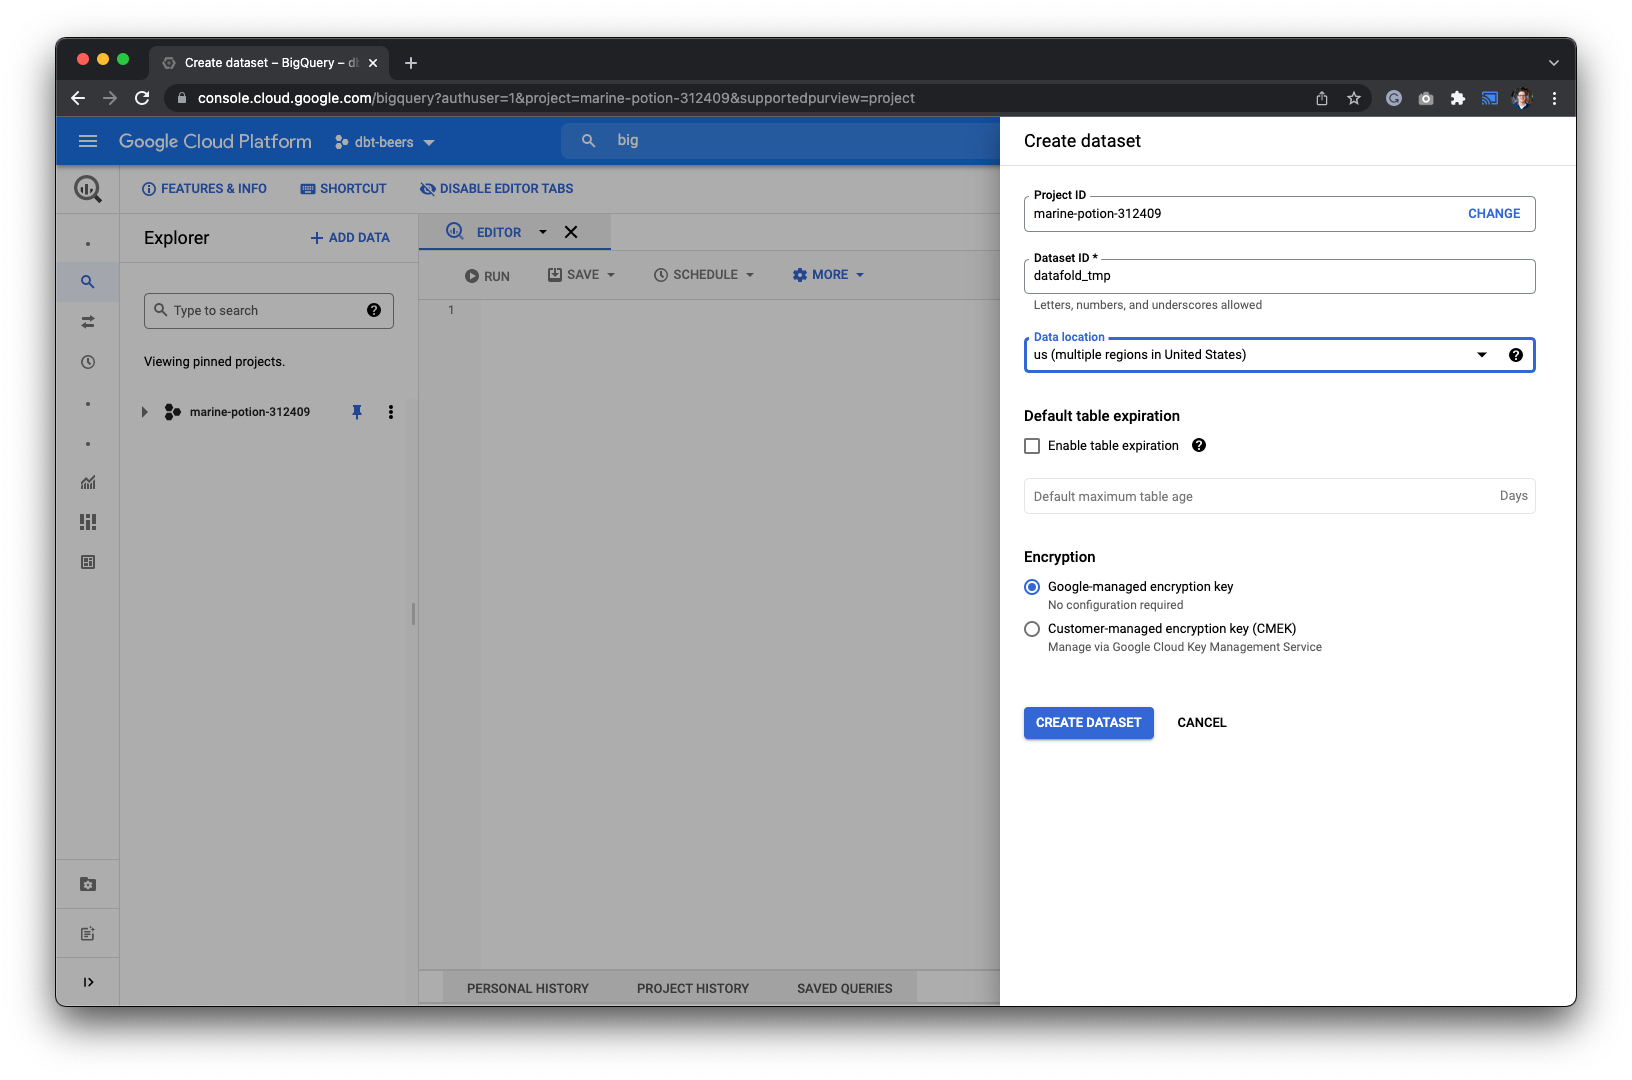 Create dataset – BigQuery – db
console.cloud.google.com/bigquery?authuser=1&project=marine-potion-312409&supportedpurview=project
Google Cloud Platform
dbt-beers
big
FEATURES & INFO
SHORTCUT
DISABLE EDITOR TABS
Explorer
ADD DATA
EDITOR
RUN
SAVE
SCHEDULE
MORE
Type to search
1
Viewing pinned projects.
marine-potion-312409
PERSONAL HISTORY
PROJECT HISTORY
SAVED QUERIES
Create dataset
Project ID
marine-potion-312409
CHANGE
Dataset ID *
datafold_tmp
Letters, numbers, and underscores allowed
Data location
us (multiple regions in United States)
Default table expiration
Enable table expiration
Default maximum table age
Days
Encryption
Google-managed encryption key
No configuration required
Customer-managed encryption key (CMEK)
Manage via Google Cloud Key Management Service
CREATE DATASET
CANCEL